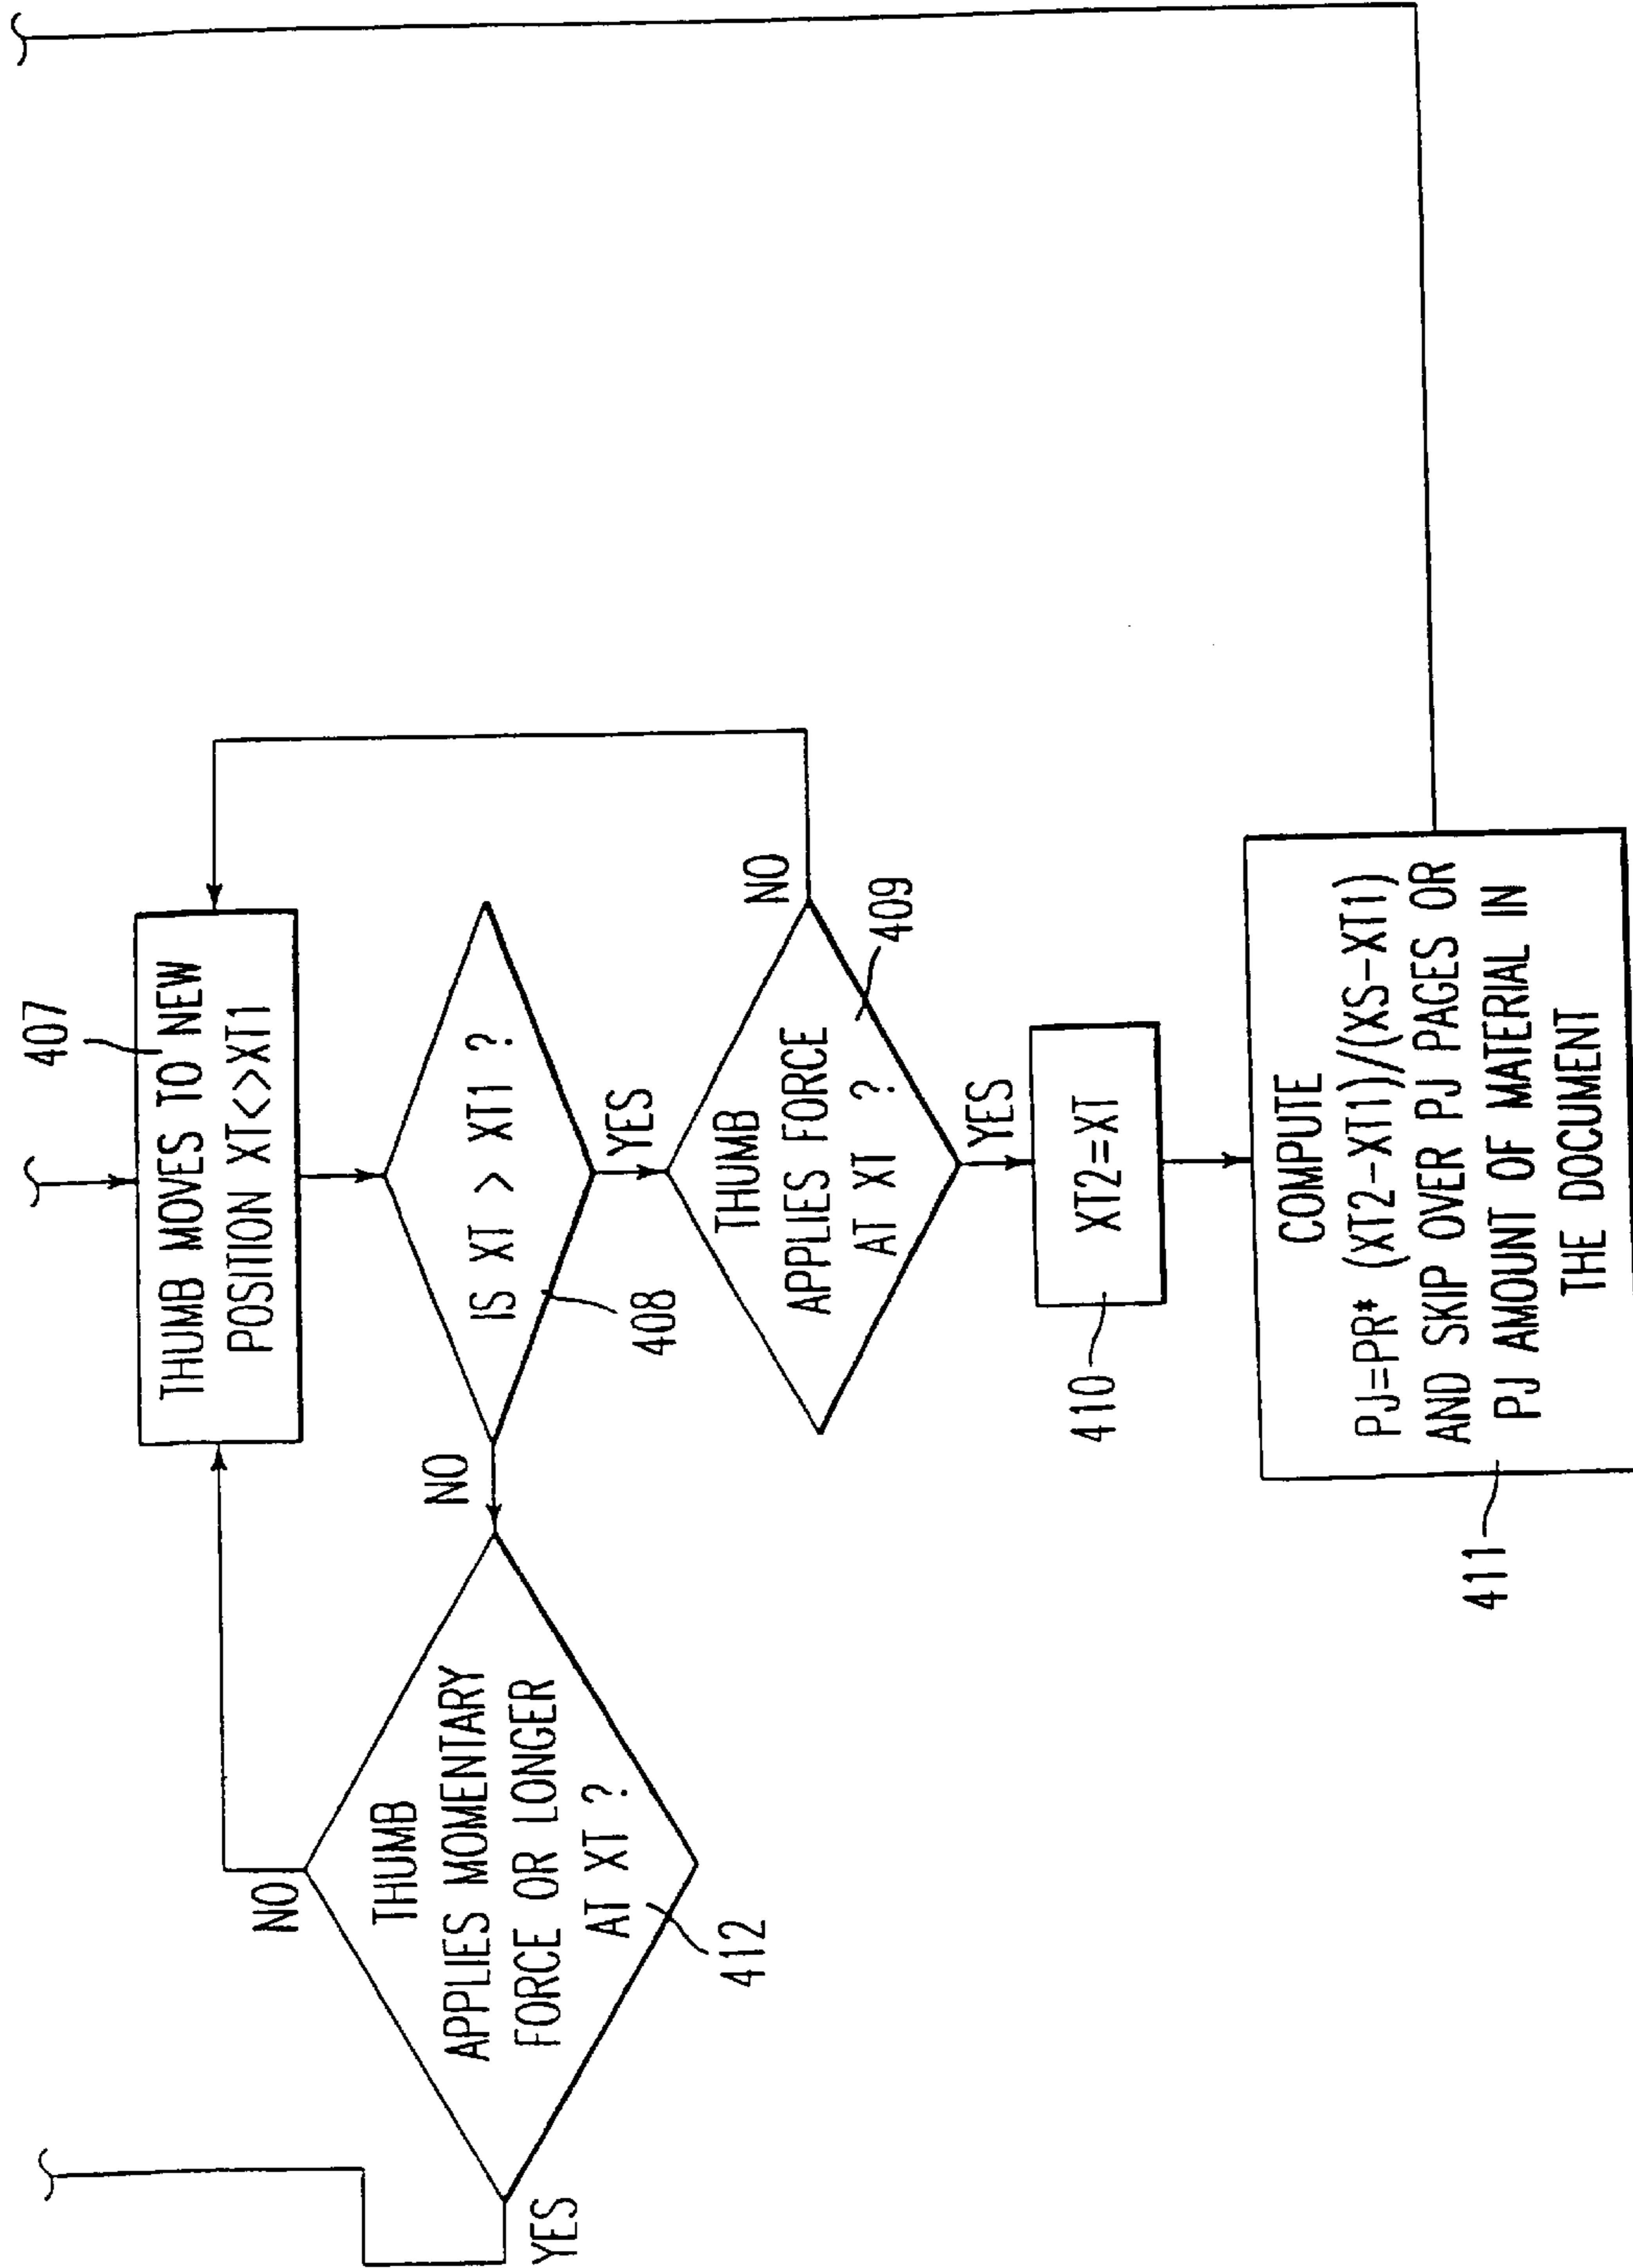 407
THUMB MOVES TO NEW
POSITION XT<>XT1
IS XT > XT1 ?
408
NO
YES
THUMB
APPLIES MOMENTARY
FORCE OR LONGER
AT XT ?
412
NO
YES
THUMB
APPLIES FORCE
AT XT ?
409
NO
YES
XT2=XT
410
COMPUTE
PJ=PR* (XT2-XT1)/(XS-XT1)
AND SKIP OVER PJ PAGES OR
PJ AMOUNT OF MATERIAL IN
THE DOCUMENT
411